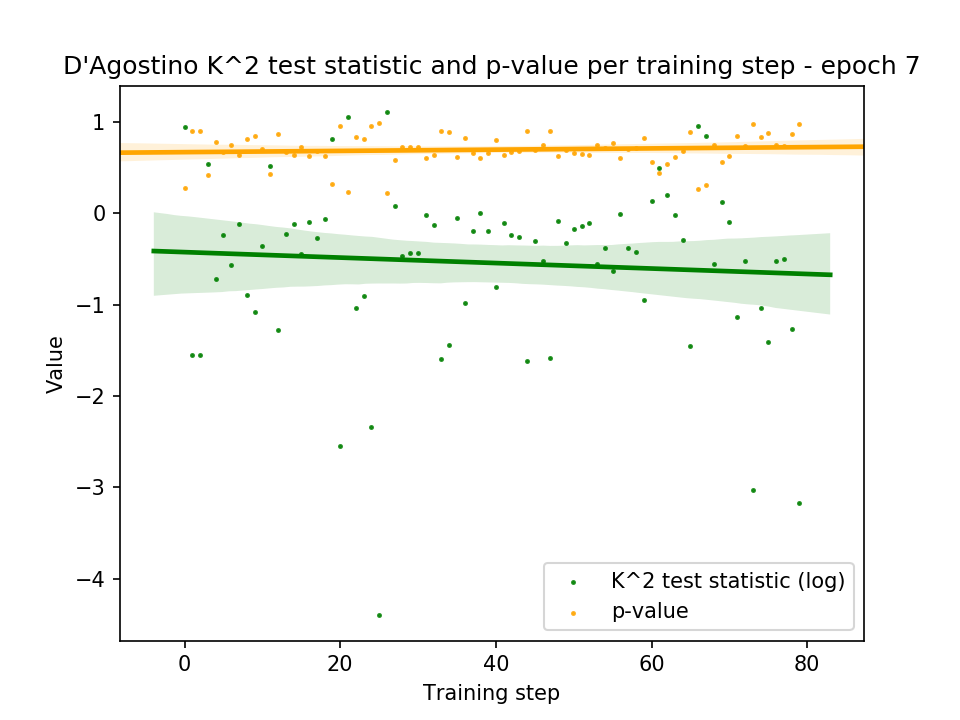 D'Agostino K^2 test statistic and p-value per training step - epoch 7
1
0
−1
−2
−3
−4
Value
0 20 40 60 80
Training step
K^2 test statistic (log)
p-value